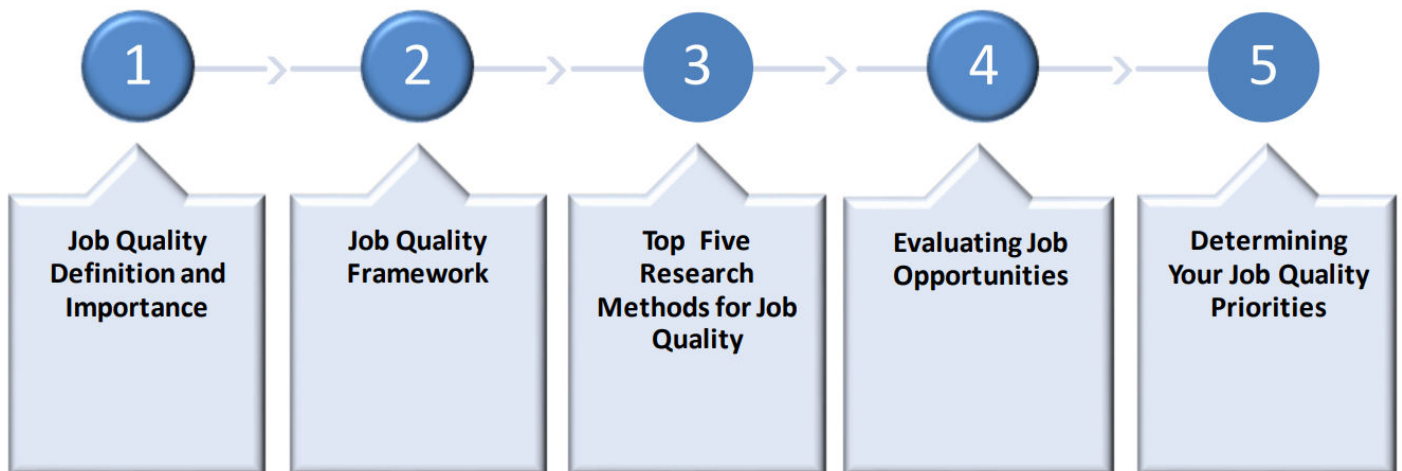 1
2
3
4
5
Job Quality
Definition and
Importance
Job Quality
Framework
Top Five
Research
Methods for Job
Quality
Evaluating Job
Opportunities
Determining
Your Job Quality
Priorities